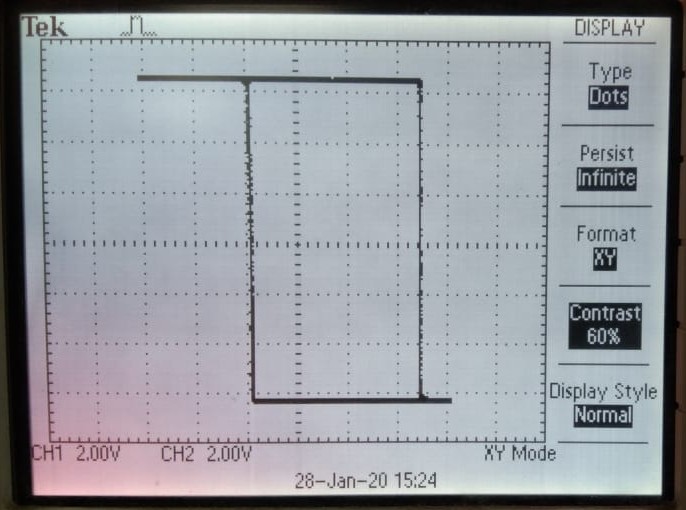 Tek
DISPLAY
Type
Dots
Persist
Infinite
Format
XY
Contrast
60%
Display Style
Normal
CH1 2.00V CH2 2.00V XY Mode
28-Jan-20 15:24